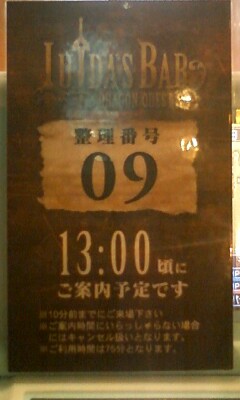 LUIDA'S BAR
DRAGON QUEST
整理番号
09
13:00頃に
ご案内予定です
※10分前までにご来場下さい
※ご案内時間にいらっしゃらない場合
にはキャンセル扱いとなります。
※ご利用時間は75分となります。